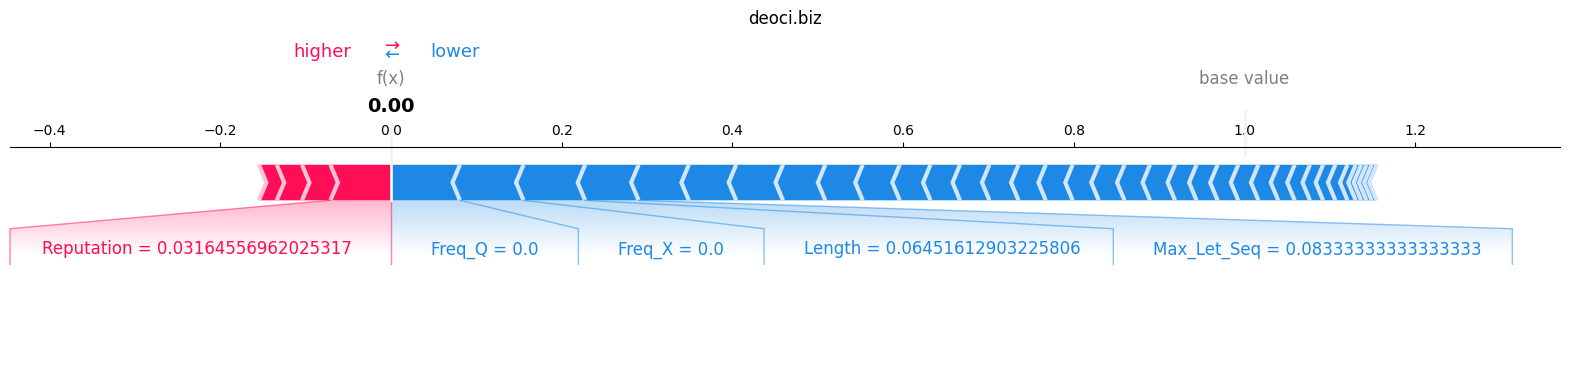 deoci.biz
higher ⇄ lower
f(x) base value
0.00
−0.4 −0.2 0.0 0.2 0.4 0.6 0.8 1.0 1.2
Reputation = 0.03164556962025317 Freq_Q = 0.0 Freq_X = 0.0 Length = 0.06451612903225806 Max_Let_Seq = 0.08333333333333333